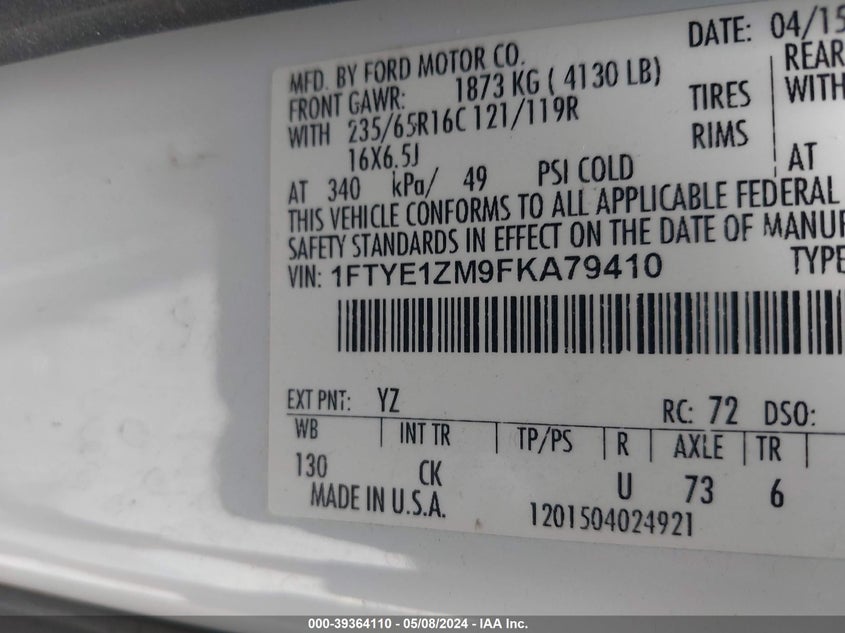 DATE: 04/15
MFD. BY FORD MOTOR CO.
FRONT GAWR: 1873 KG ( 4130 LB)
REAR
WITH 235/65R16C 121/119R TIRES
WITH
16X6.5J RIMS
AT 340 kPa/ 49 PSI COLD
AT
THIS VEHICLE CONFORMS TO ALL APPLICABLE FEDERAL
SAFETY STANDARDS IN EFFECT ON THE DATE OF MANUF
VIN: 1FTYE1ZM9FKA79410
TYPE
EXT PNT: YZ RC: 72 DSO:
WB INT TR TP/PS R AXLE TR
130 CK U 73 6
MADE IN U.S.A. 1201504024921
000-39364110 - 05/08/2024 - IAA Inc.